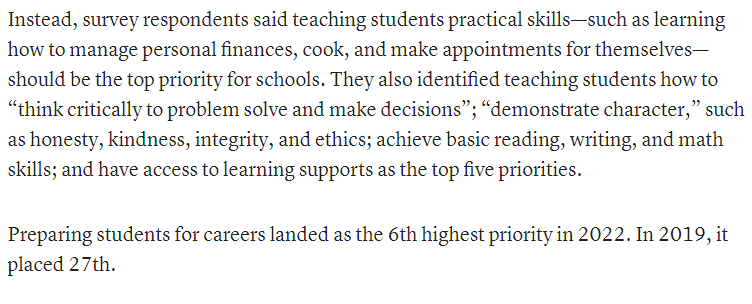 Instead, survey respondents said teaching students practical skills—such as learning
how to manage personal finances, cook, and make appointments for themselves—
should be the top priority for schools. They also identified teaching students how to
“think critically to problem solve and make decisions”; “demonstrate character,” such
as honesty, kindness, integrity, and ethics; achieve basic reading, writing, and math
skills; and have access to learning supports as the top five priorities.
Preparing students for careers landed as the 6th highest priority in 2022. In 2019, it
placed 27th.